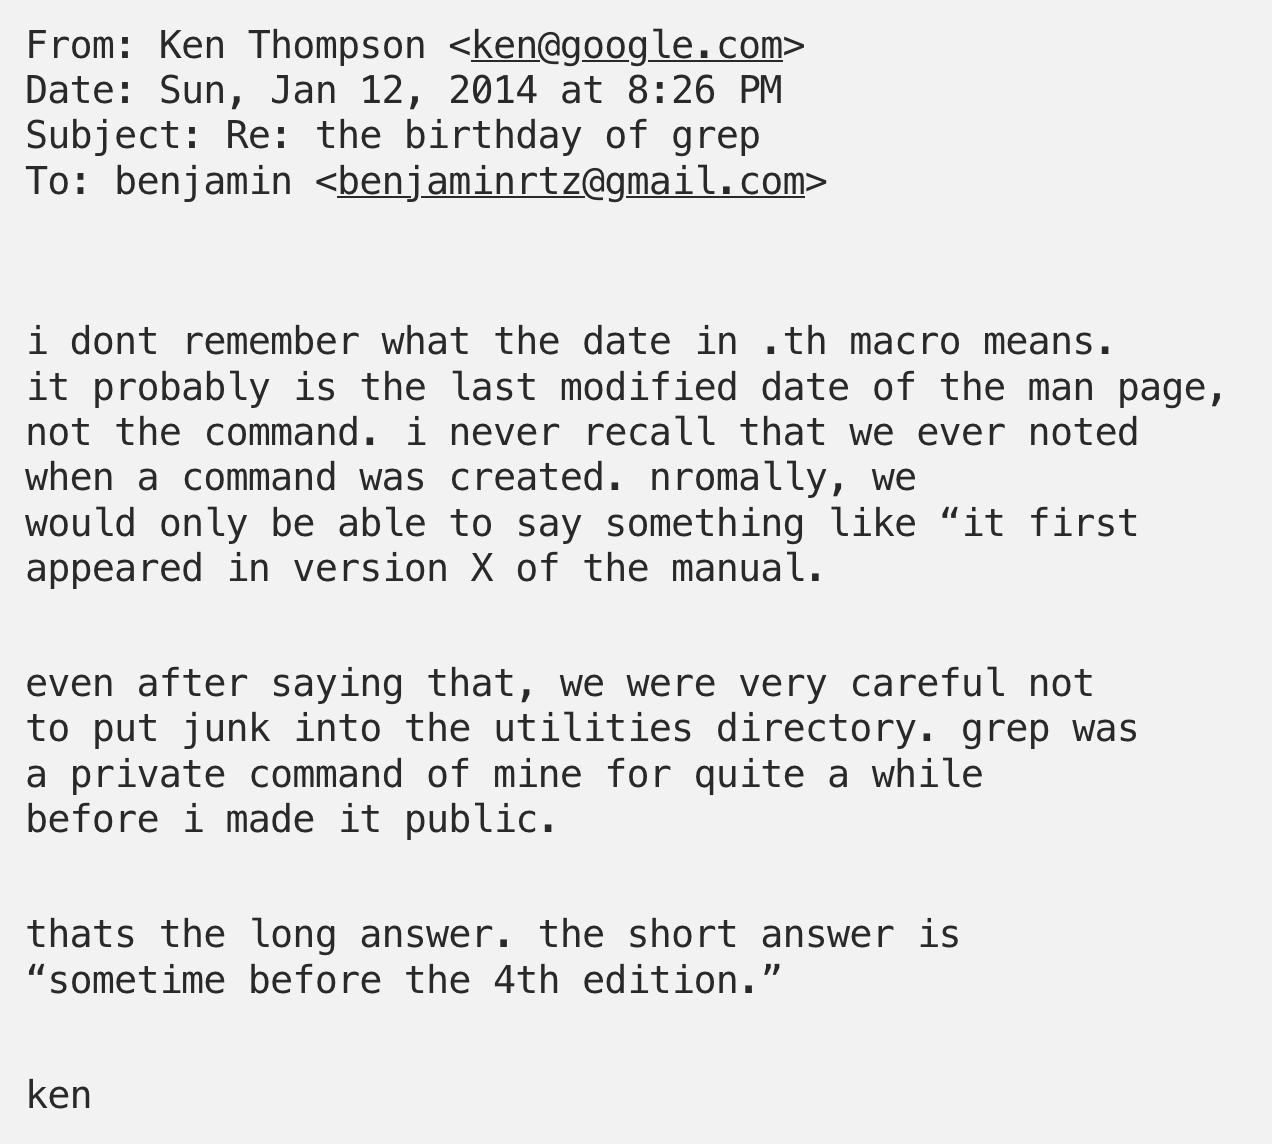 From: Ken Thompson <ken@google.com>
Date: Sun, Jan 12, 2014 at 8:26 PM
Subject: Re: the birthday of grep
To: benjamin <benjaminrtz@gmail.com>
i dont remember what the date in .th macro means.
it probably is the last modified date of the man page,
not the command. i never recall that we ever noted
when a command was created. nromally, we
would only be able to say something like “it first
appeared in version X of the manual.
even after saying that, we were very careful not
to put junk into the utilities directory. grep was
a private command of mine for quite a while
before i made it public.
thats the long answer. the short answer is
“sometime before the 4th edition.”
ken